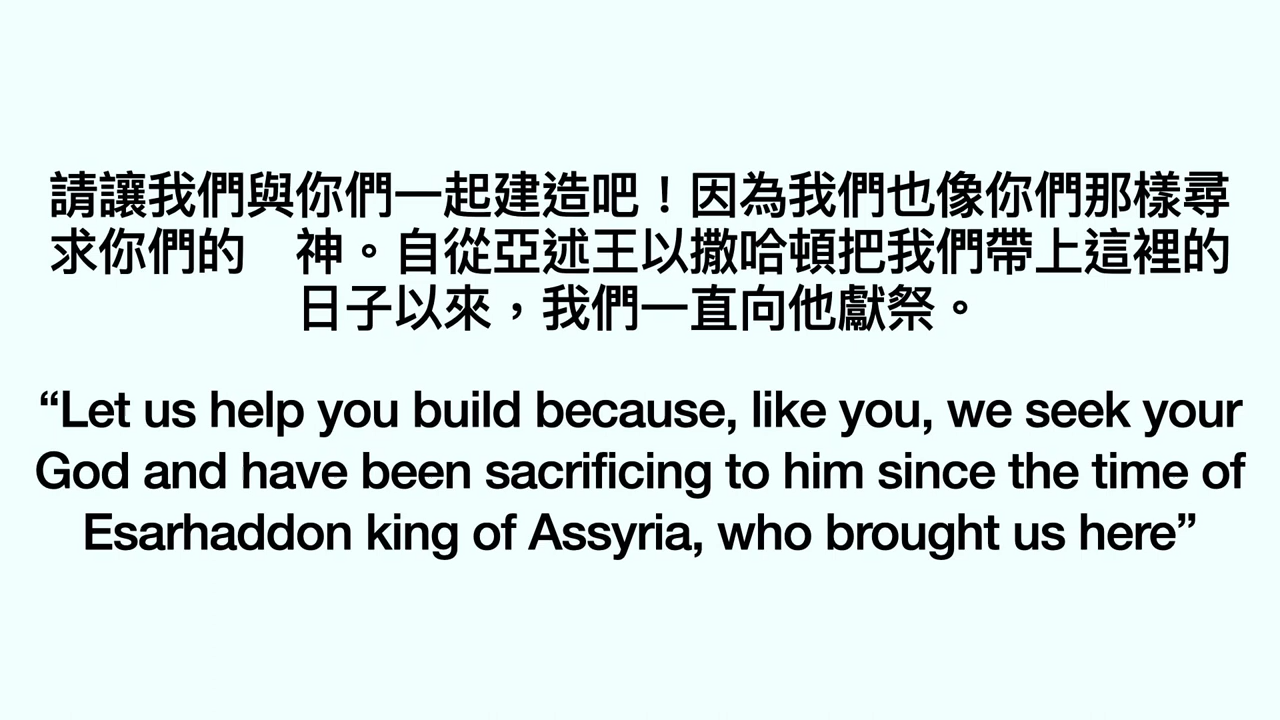 請讓我們與你們一起建造吧！因為我們也像你們那樣尋
求你們的　神。自從亞述王以撒哈頓把我們帶上這裡的
日子以來，我們一直向他獻祭。
“Let us help you build because, like you, we seek your
God and have been sacrificing to him since the time of
Esarhaddon king of Assyria, who brought us here”